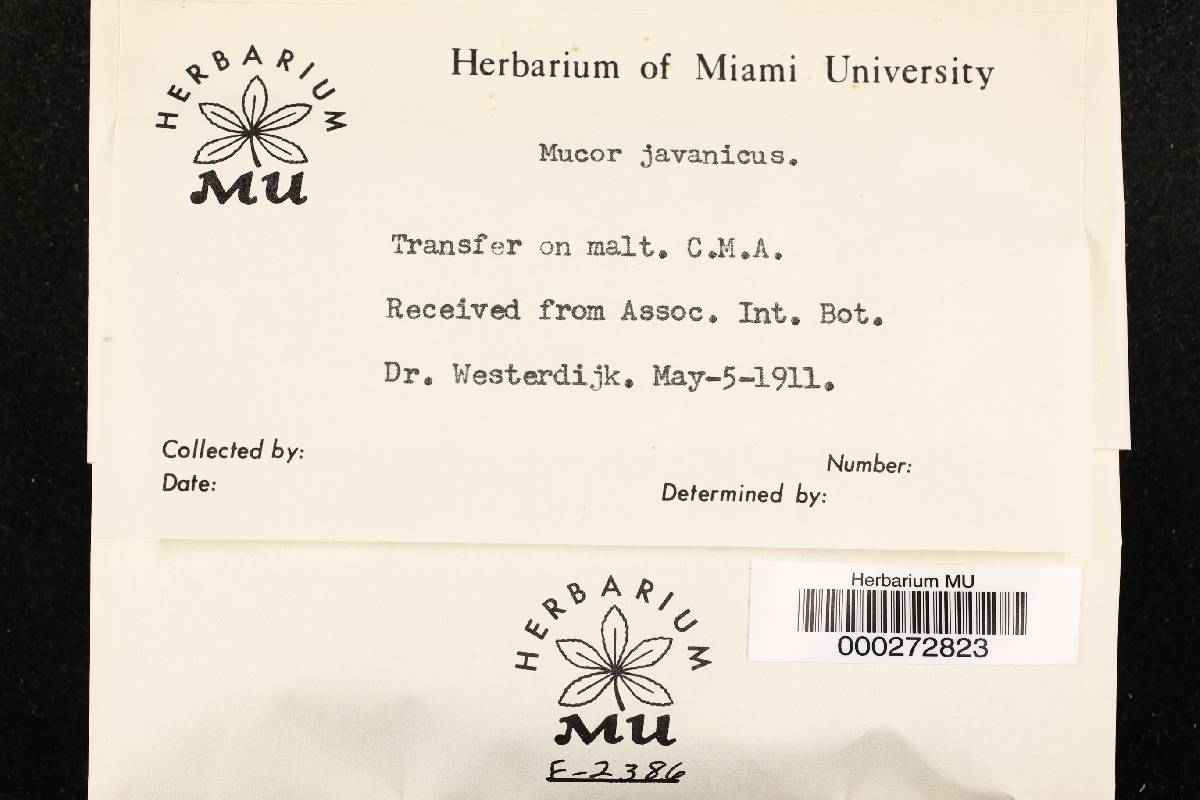 HERBARIUM
MU
Herbarium of Miami University
Mucor javanicus.
Transfer on malt. C.M.A.
Received from Assoc. Int. Bot.
Dr. Westerdijk. May-5-1911.
Collected by:
Date:
Number:
Determined by:
HERBARIUM
MU
F-2386
Herbarium MU
000272823